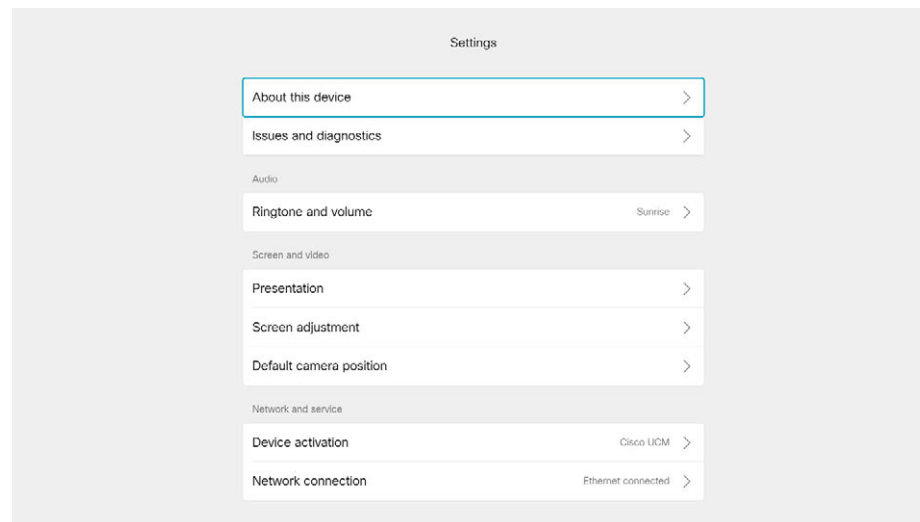 Settings
About this device
Issues and diagnostics
Audio
Ringtone and volume Sunrise
Screen and video
Presentation
Screen adjustment
Default camera position
Network and service
Device activation Cisco UCM
Network connection Ethernet connected